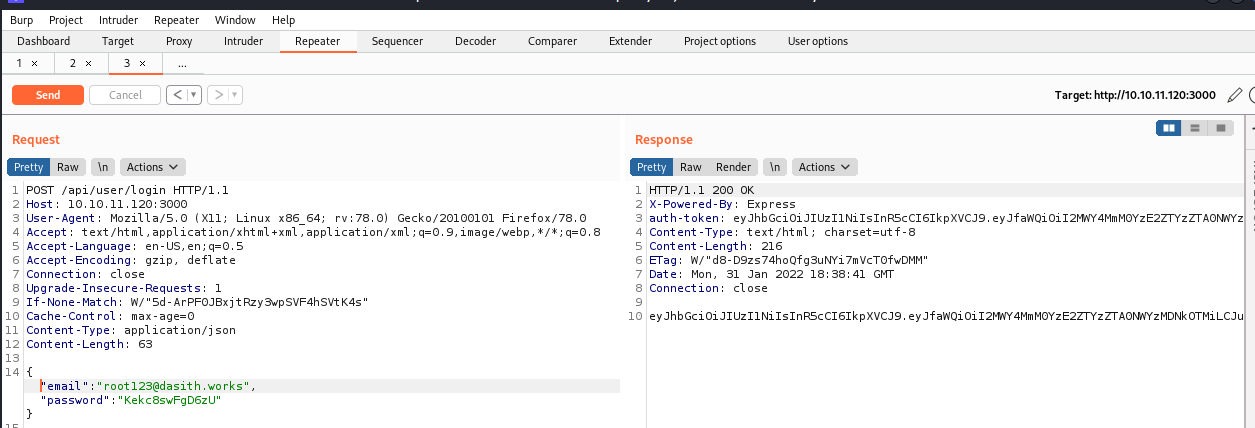 Burp Project Intruder Repeater Window Help
Dashboard Target Proxy Intruder Repeater Sequencer Decoder Comparer Extender Project options User options
1 × 2 × 3 × ...
Send Cancel < > Target: http://10.10.11.120:3000
Request
Pretty Raw \n Actions
1 POST /api/user/login HTTP/1.1
2 Host: 10.10.11.120:3000
3 User-Agent: Mozilla/5.0 (X11; Linux x86_64; rv:78.0) Gecko/20100101 Firefox/78.0
4 Accept: text/html,application/xhtml+xml,application/xml;q=0.9,image/webp,*/*;q=0.8
5 Accept-Language: en-US,en;q=0.5
6 Accept-Encoding: gzip, deflate
7 Connection: close
8 Upgrade-Insecure-Requests: 1
9 If-None-Match: W/"5d-ArPF0JBxjtRzy3wpSVF4hSVtK4s"
10 Cache-Control: max-age=0
11 Content-Type: application/json
12 Content-Length: 63
13
14 {
"email":"root123@dasith.works",
"password":"Kekc8swFgD6zU"
}
Response
Pretty Raw Render \n Actions
1 HTTP/1.1 200 OK
2 X-Powered-By: Express
3 auth-token: eyJhbGciOiJIUzI1NiIsInR5cCI6IkpXVCJ9.eyJfaWQiOiI2MWY4MmM0YzE2ZTYzZTA0NWYz
4 Content-Type: text/html; charset=utf-8
5 Content-Length: 216
6 ETag: W/"d8-D9zs74hoQfg3uNYi7mVcT0fwDMM"
7 Date: Mon, 31 Jan 2022 18:38:41 GMT
8 Connection: close
9
10 eyJhbGciOiJIUzI1NiIsInR5cCI6IkpXVCJ9.eyJfaWQiOiI2MWY4MmM0YzE2ZTYzZTA0NWYzMDNkOTMiLCJu